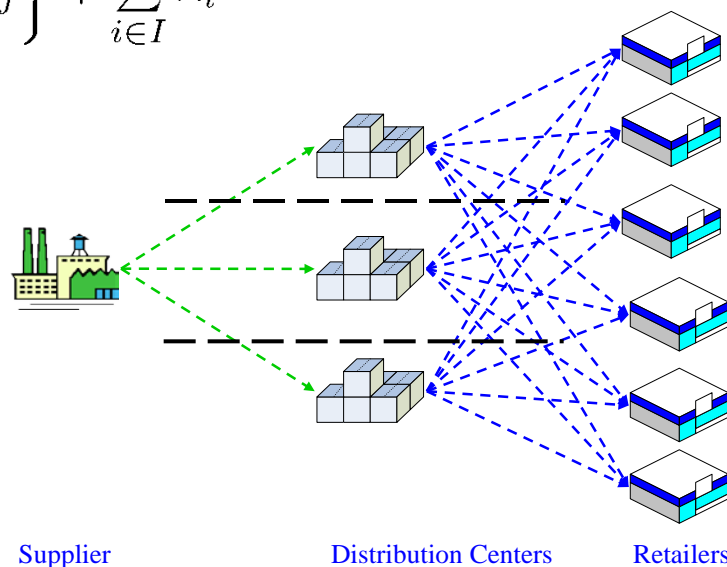 j } + ∑ i∈I
Supplier Distribution Centers Retailers